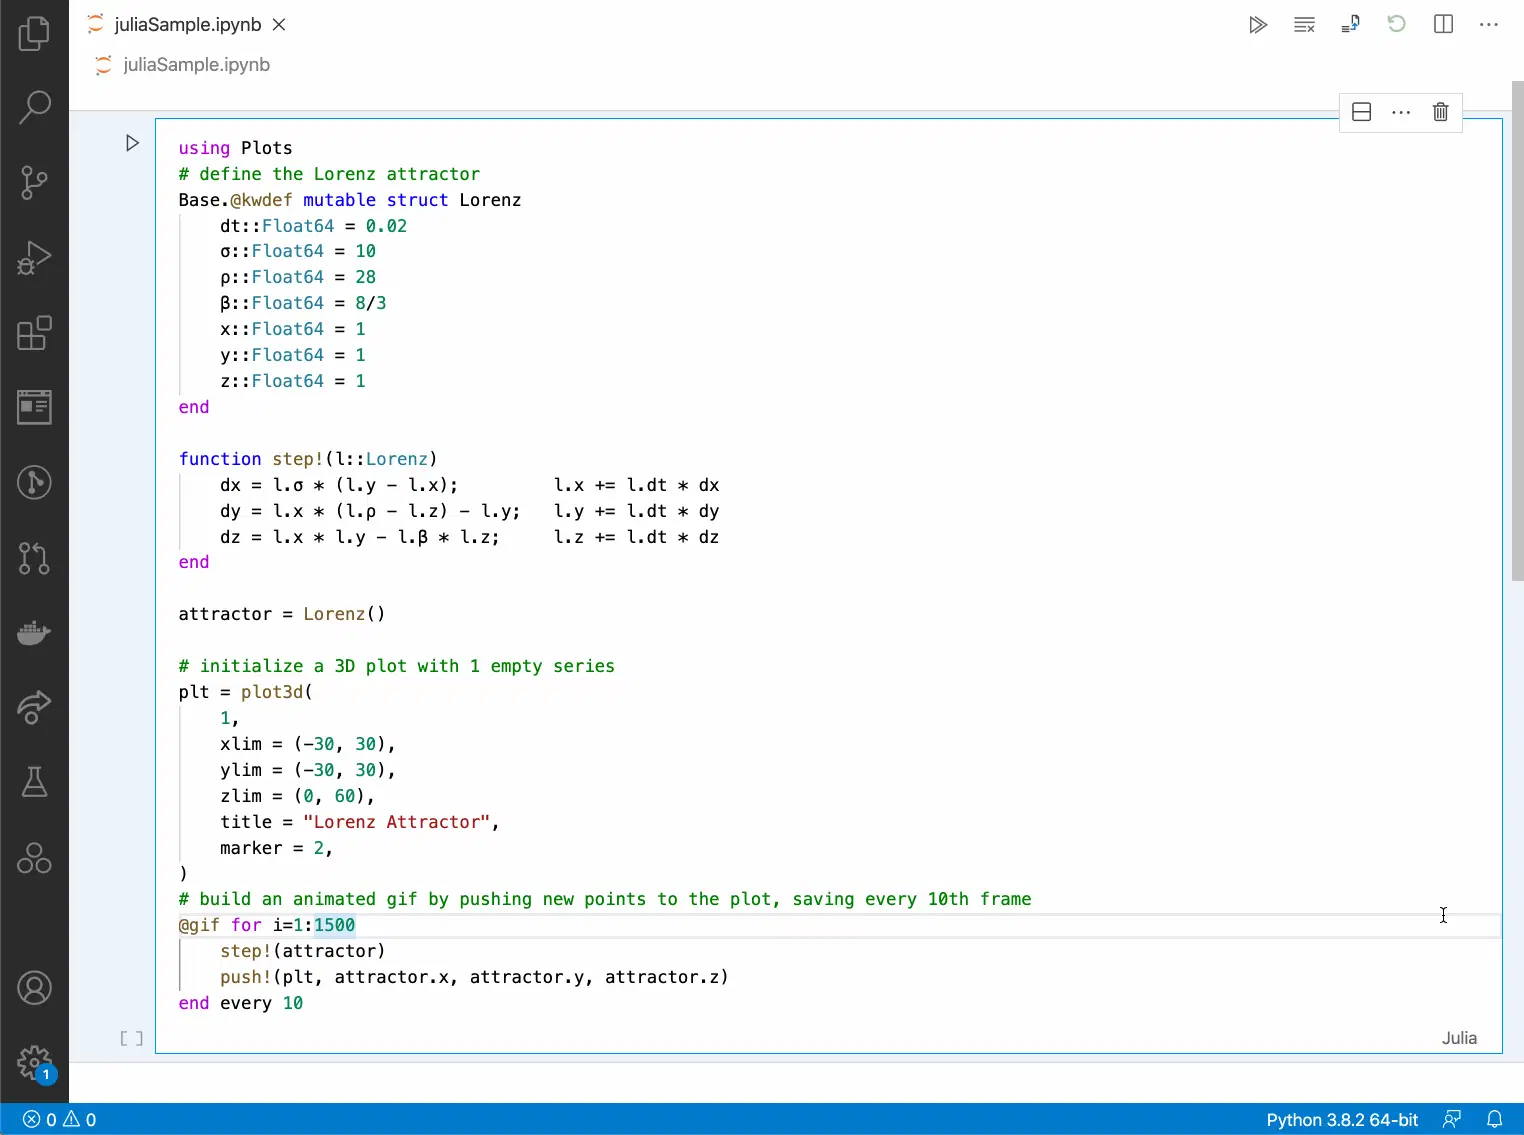 juliaSample.ipynb
juliaSample.ipynb
using Plots
# define the Lorenz attractor
Base.@kwdef mutable struct Lorenz
    dt::Float64 = 0.02
    σ::Float64 = 10
    ρ::Float64 = 28
    β::Float64 = 8/3
    x::Float64 = 1
    y::Float64 = 1
    z::Float64 = 1
end
function step!(l::Lorenz)
    dx = l.σ * (l.y - l.x);         l.x += l.dt * dx
    dy = l.x * (l.ρ - l.z) - l.y;   l.y += l.dt * dy
    dz = l.x * l.y - l.β * l.z;     l.z += l.dt * dz
end
attractor = Lorenz()
# initialize a 3D plot with 1 empty series
plt = plot3d(
    1,
    xlim = (-30, 30),
    ylim = (-30, 30),
    zlim = (0, 60),
    title = "Lorenz Attractor",
    marker = 2,
)
# build an animated gif by pushing new points to the plot, saving every 10th frame
@gif for i=1:1500
    step!(attractor)
    push!(plt, attractor.x, attractor.y, attractor.z)
end every 10
[ ]
Julia
1
0 0
Python 3.8.2 64-bit